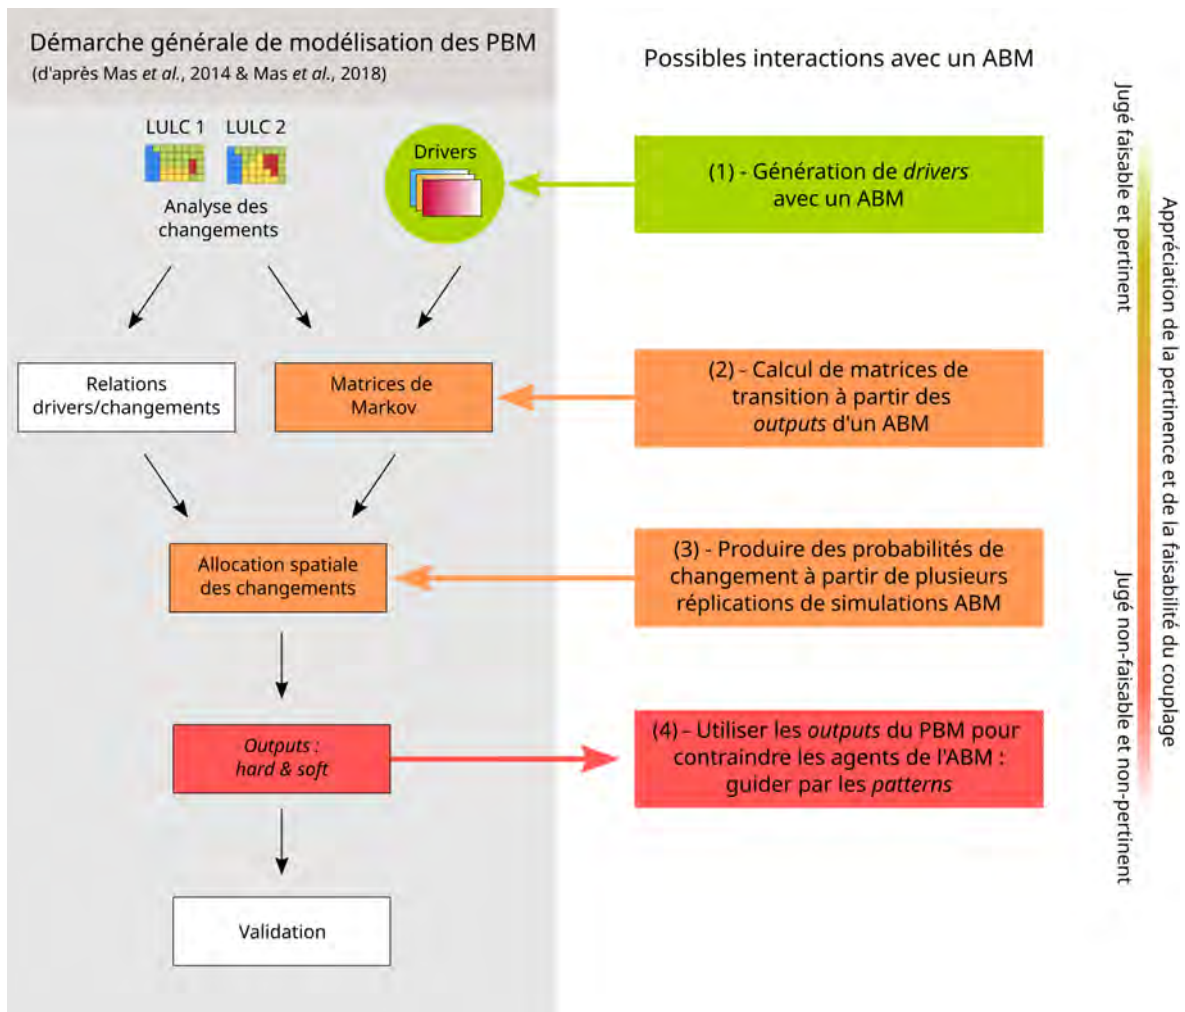 Démarche générale de modélisation des PBM
(d'après Mas et al., 2014 & Mas et al., 2018)
LULC 1
LULC 2
Analyse des
changements
Drivers
Relations
drivers/changements
Matrices de
Markov
Allocation spatiale
des changements
Outputs :
hard & soft
Validation
Possibles interactions avec un ABM
(1) - Génération de drivers
avec un ABM
(2) - Calcul de matrices de
transition à partir des
outputs d'un ABM
(3) - Produire des probabilités de
changement à partir de plusieurs
réplications de simulations ABM
(4) - Utiliser les outputs du PBM pour
contraindre les agents de l'ABM :
guider par les patterns
Jugé faisable et pertinent
Jugé non-faisable et non-pertinent
Appréciation de la pertinence et de la faisabilité du couplage